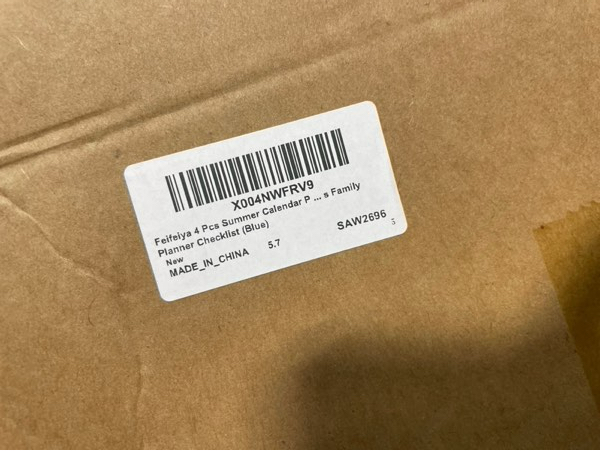 X004NWFRV9
Feifeiya 4 Pcs Summer Calendar P ... s Family
Planner Checklist (Blue)
New
MADE_IN_CHINA 5.7 SAW2696 5